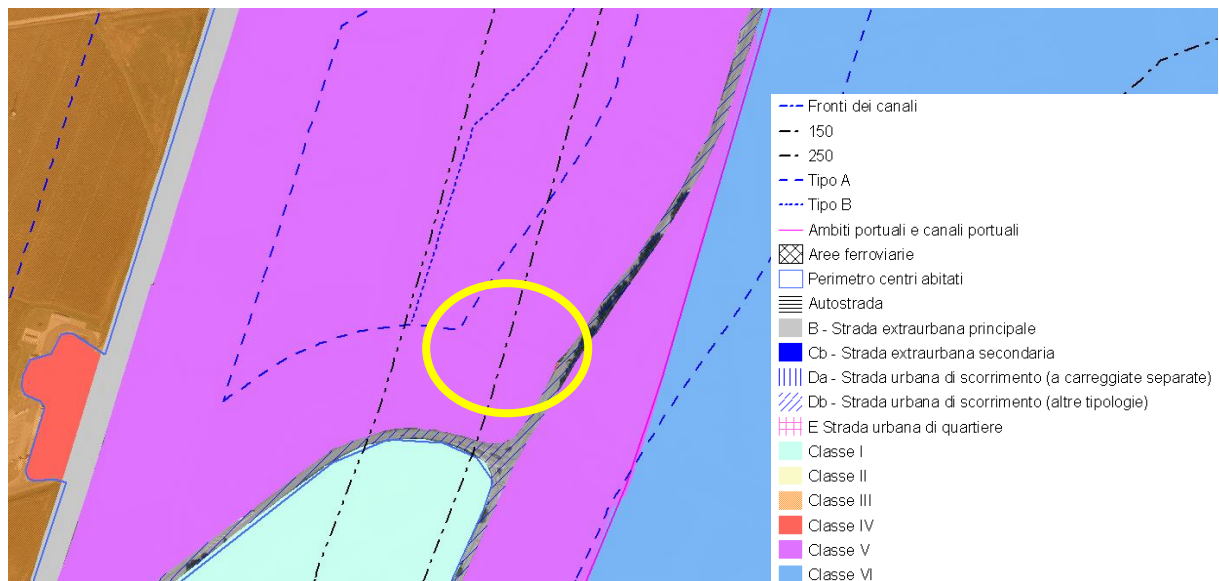 Fronti dei canali
150
250
Tipo A
Tipo B
Ambiti portuali e canali portuali
Aree ferroviarie
Perimetro centri abitati
Autostrada
B - Strada extraurbana principale
Cb - Strada extraurbana secondaria
Da - Strada urbana di scorrimento (a carreggiate separate)
Db - Strada urbana di scorrimento (altre tipologie)
E Strada urbana di quartiere
Classe I
Classe II
Classe III
Classe IV
Classe V
Classe VI